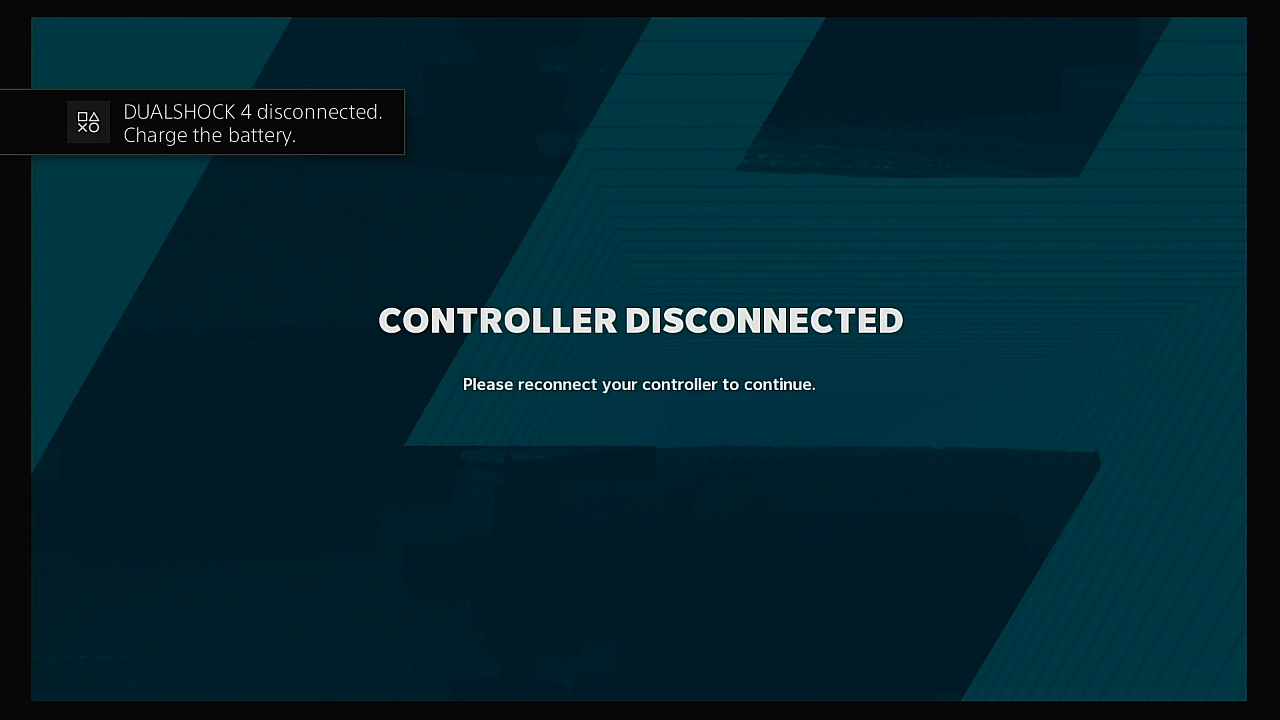 DUALSHOCK 4 disconnected.
Charge the battery.
CONTROLLER DISCONNECTED
Please reconnect your controller to continue.